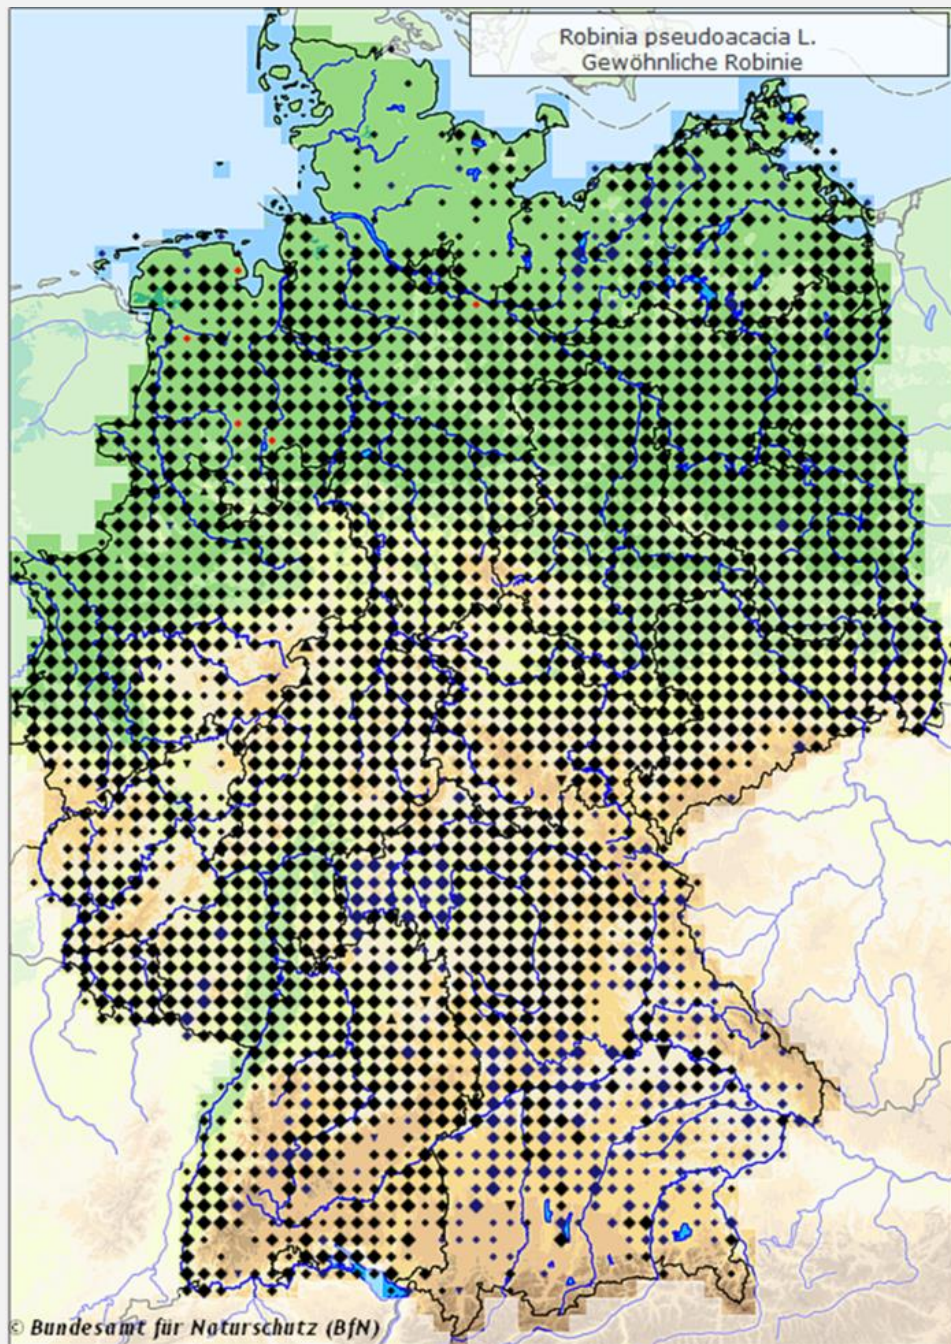 Robinia pseudoacacia L.
Gewöhnliche Robinie
© Bundesamt für Naturschutz (BfN)